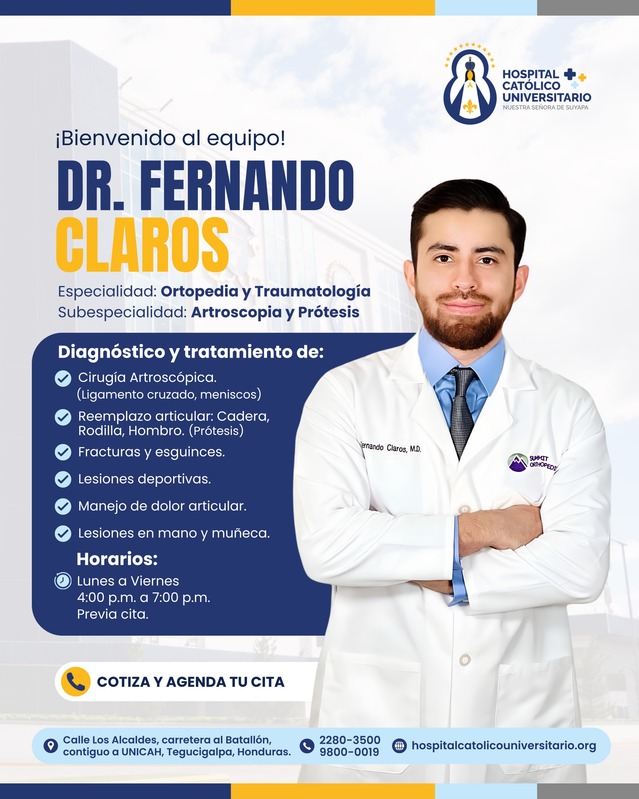 HOSPITAL
CATÓLICO
UNIVERSITARIO
NUESTRA SEÑORA DE SUYAPA
¡Bienvenido al equipo!
DR. FERNANDO
CLAROS
Especialidad: Ortopedia y Traumatología
Subespecialidad: Artroscopia y Prótesis
Diagnóstico y tratamiento de:
Cirugía Artroscópica.
(Ligamento cruzado, meniscos)
Reemplazo articular: Cadera,
Rodilla, Hombro. (Prótesis)
Fracturas y esguinces.
Lesiones deportivas.
Manejo de dolor articular.
Lesiones en mano y muñeca.
Horarios:
Lunes a Viernes
4:00 p.m. a 7:00 p.m.
Previa cita.
ernando Claros, M.D.
SUMMIT
ORTHOPEDI
COTIZA Y AGENDA TU CITA
Calle Los Alcaldes, carretera al Batallón,
contiguo a UNICAH, Tegucigalpa, Honduras.
2280-3500
9800-0019
hospitalcatolicouniversitario.org